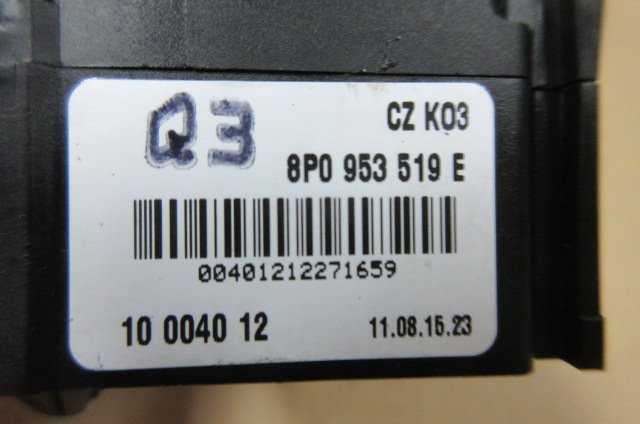 Q3
CZ K03
8P0 953 519 E
00401212271659
10 0040 12
11.08.15.23